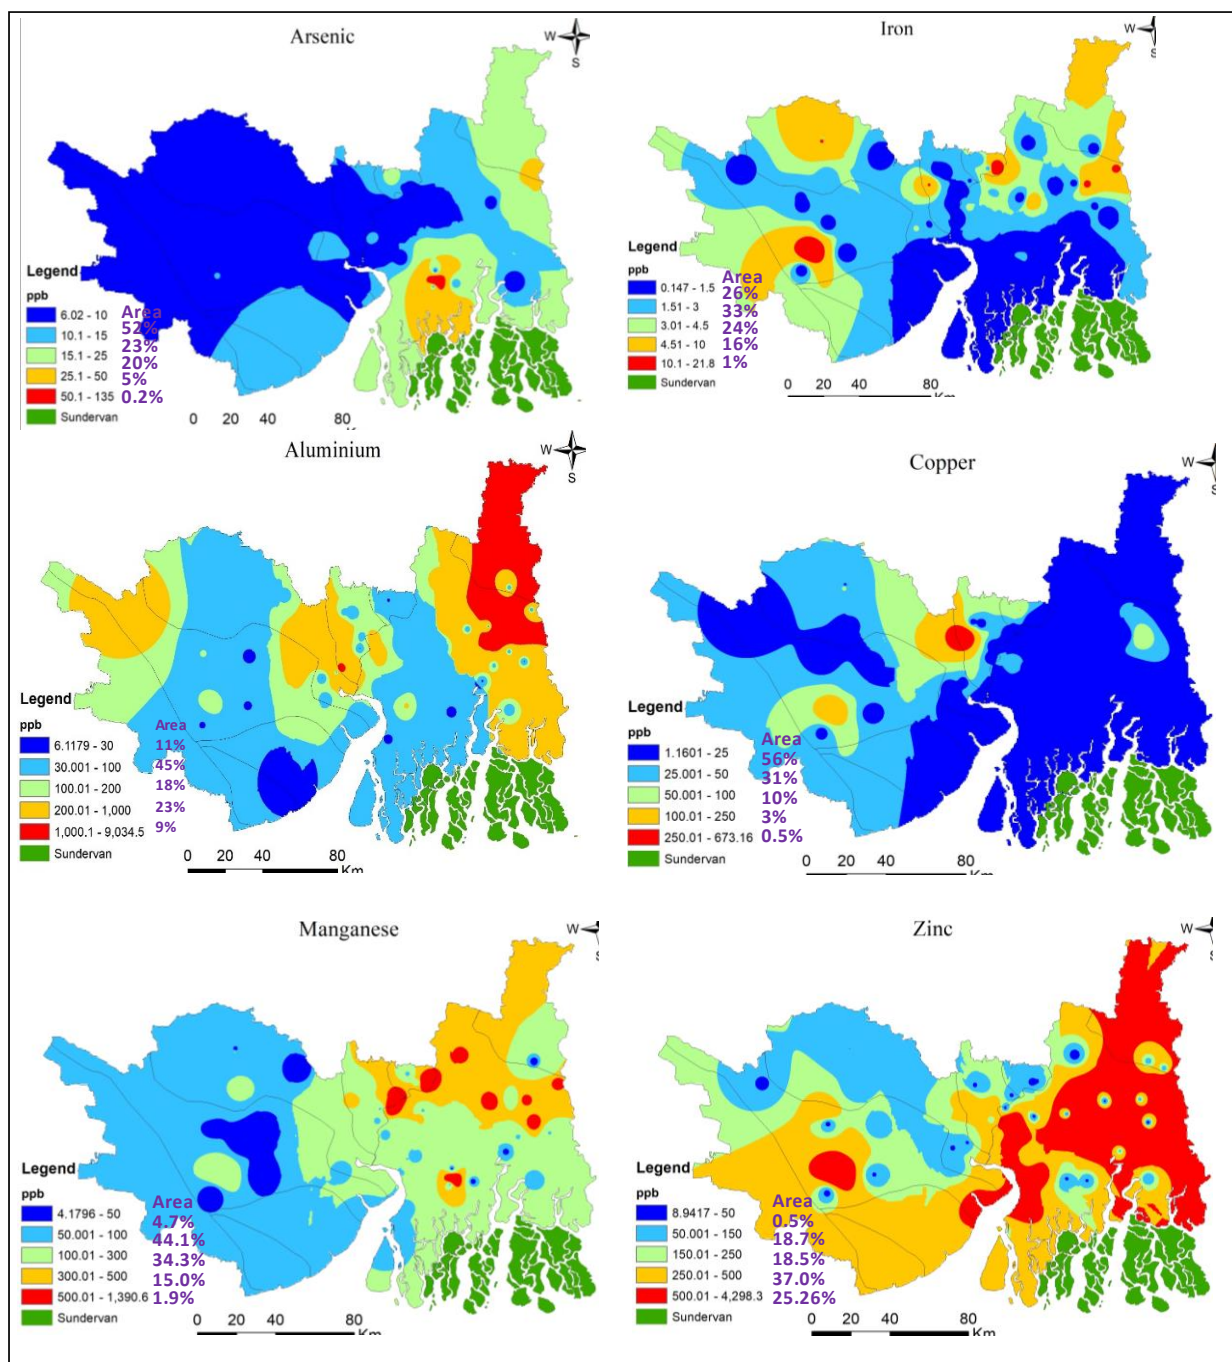 Arsenic
W
S
Legend
ppb
Area
6.02 - 10
52%
10.1 - 15
23%
15.1 - 25
20%
25.1 - 50
5%
50.1 - 135
0.2%
Sundervan
0 20 40 80
Iron
W
S
Legend
ppb
Area
0.147 - 1.5
26%
1.51 - 3
33%
3.01 - 4.5
24%
4.51 - 10
16%
10.1 - 21.8
1%
Sundervan
0 20 40 80
Km
Aluminium
W
S
Legend
ppb
Area
6.1179 - 30
11%
30.001 - 100
45%
100.01 - 200
18%
200.01 - 1,000
23%
1,000.1 - 9,034.5
9%
Sundervan
0 20 40 80
Km
Copper
W
S
Legend
ppb
Area
1.1601 - 25
56%
25.001 - 50
31%
50.001 - 100
10%
100.01 - 250
3%
250.01 - 673.16
0.5%
Sundervan
0 20 40 80
Km
Manganese
W
Legend
ppb
Area
4.1796 - 50
4.7%
50.001 - 100
44.1%
100.01 - 300
34.3%
300.01 - 500
15.0%
500.01 - 1,390.6
1.9%
Sundervan
0 20 40 80
Km
Zinc
W
Legend
ppb
Area
8.9417 - 50
0.5%
50.001 - 150
18.7%
150.01 - 250
18.5%
250.01 - 500
37.0%
500.01 - 4,298.3
25.26%
Sundervan
0 20 40 80
Km